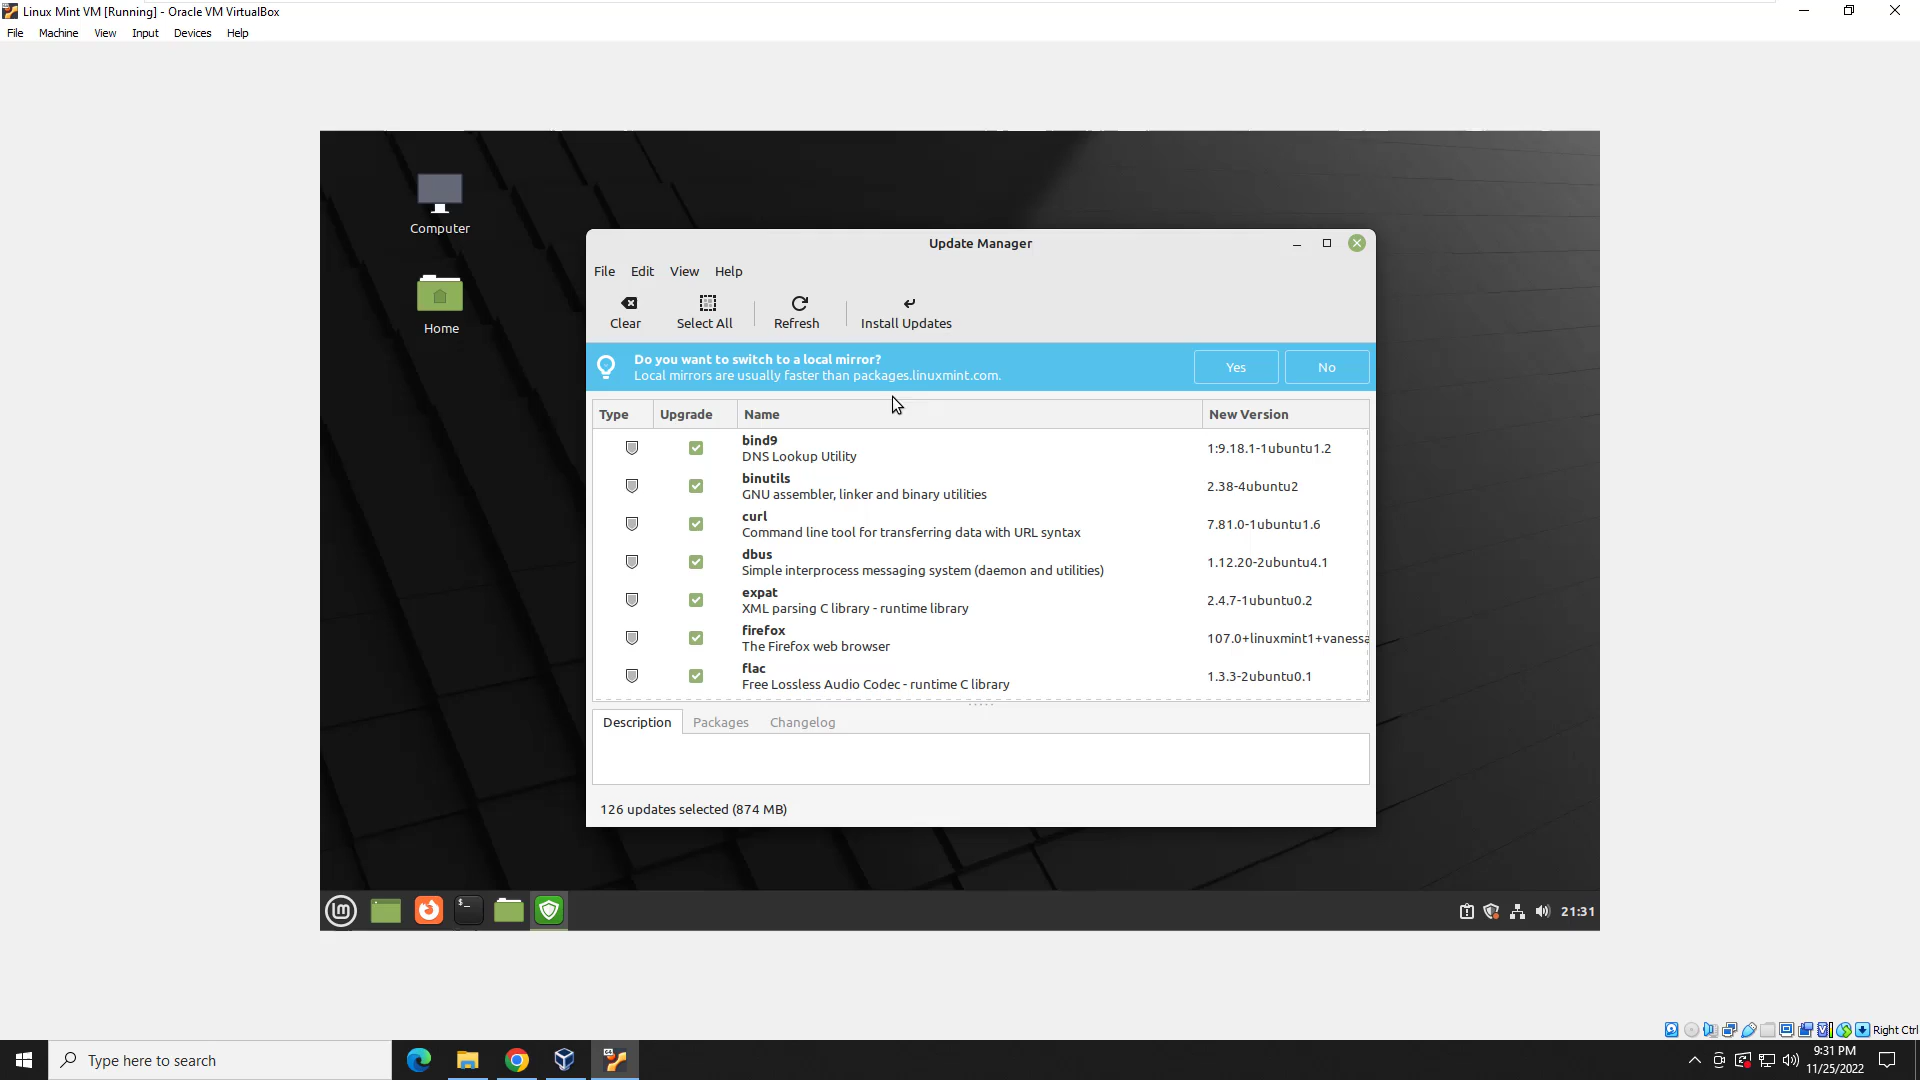 Linux Mint VM [Running] - Oracle VM VirtualBox
File Machine View Input Devices Help
Computer
Home
Update Manager
File Edit View Help
Clear Select All Refresh Install Updates
Do you want to switch to a local mirror?
Local mirrors are usually faster than packages.linuxmint.com.
Yes No
Type Upgrade Name New Version
bind9
DNS Lookup Utility
1:9.18.1-1ubuntu1.2
binutils
GNU assembler, linker and binary utilities
2.38-4ubuntu2
curl
Command line tool for transferring data with URL syntax
7.81.0-1ubuntu1.6
dbus
Simple interprocess messaging system (daemon and utilities)
1.12.20-2ubuntu4.1
expat
XML parsing C library - runtime library
2.4.7-1ubuntu0.2
firefox
The Firefox web browser
107.0+linuxmint1+vanessa
flac
Free Lossless Audio Codec - runtime C library
1.3.3-2ubuntu0.1
Description Packages Changelog
126 updates selected (874 MB)
21:31
Right Ctrl
Type here to search
9:31 PM
11/25/2022